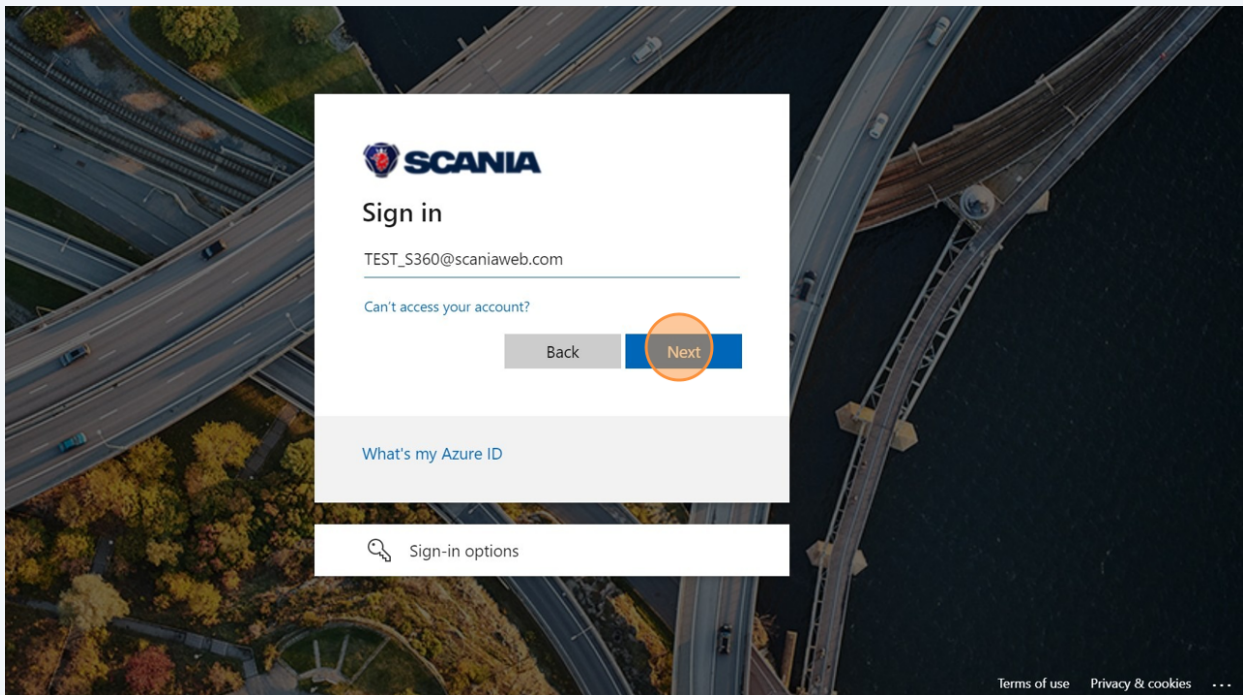 SCANIA
Sign in
TEST_S360@scaniaweb.com
Can't access your account?
Back Next
What's my Azure ID
Sign-in options
Terms of use Privacy & cookies ...